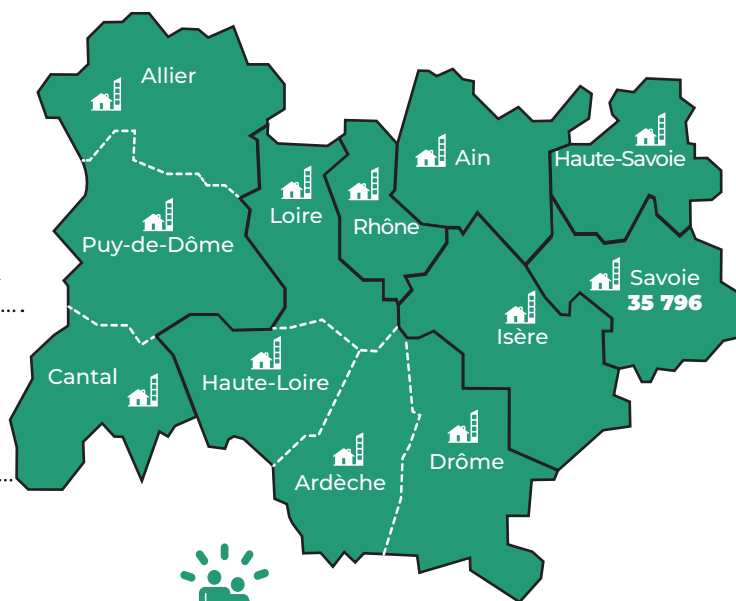 Allier
Ain
Haute-Savoie
Loire
Rhône
Puy-de-Dôme
Savoie
35 796
Isère
Cantal
Haute-Loire
Drôme
Ardèche